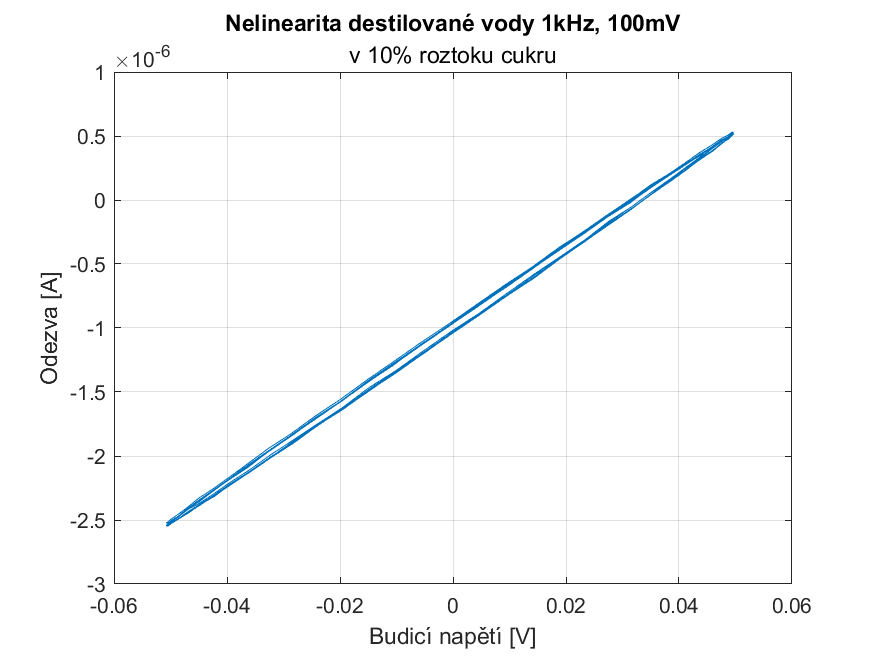 Nelinearita destilované vody 1kHz, 100mV
v 10% roztoku cukru
×10-6
1
0.5
0
-0.5
-1
-1.5
-2
-2.5
-3
-0.06 -0.04 -0.02 0 0.02 0.04 0.06
Odezva [A]
Budicí napětí [V]